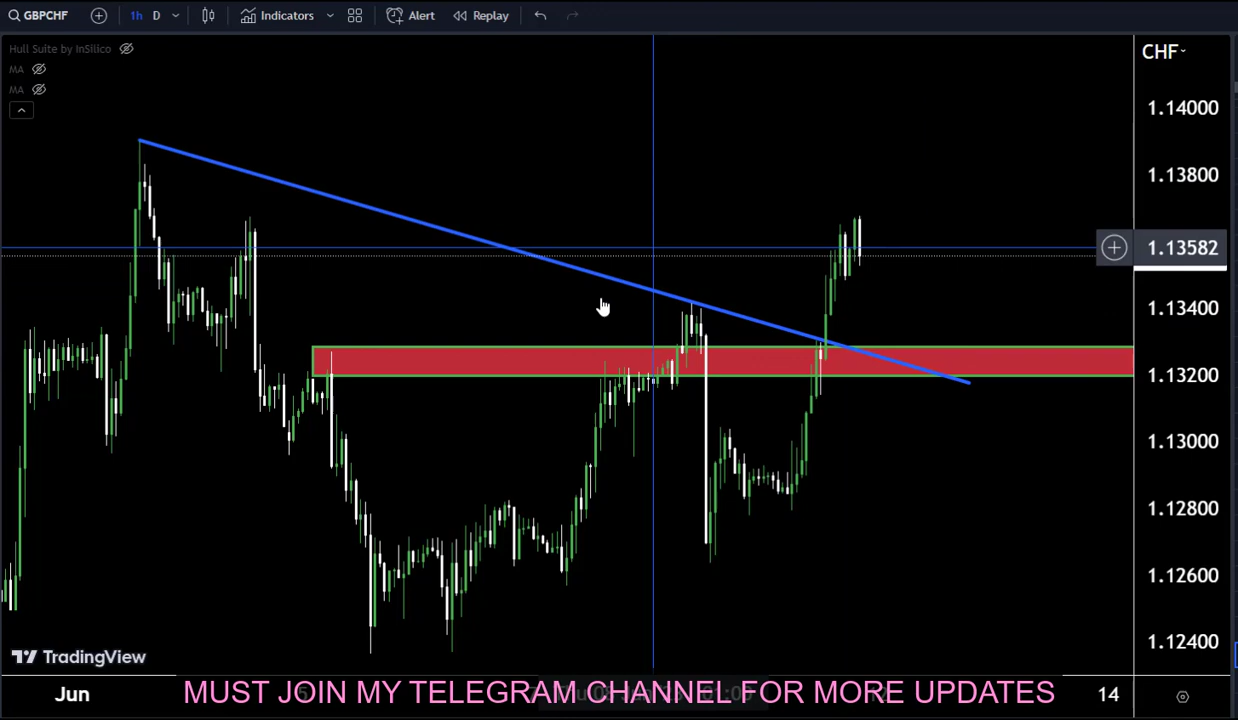 GBPCHF 1h D Indicators Alert Replay
Hull Suite by InSilico
MA
MA
CHF
1.14000
1.13800
1.13582
1.13400
1.13200
1.13000
1.12800
1.12600
1.12400
TradingView
Jun 14
MUST JOIN MY TELEGRAM CHANNEL FOR MORE UPDATES